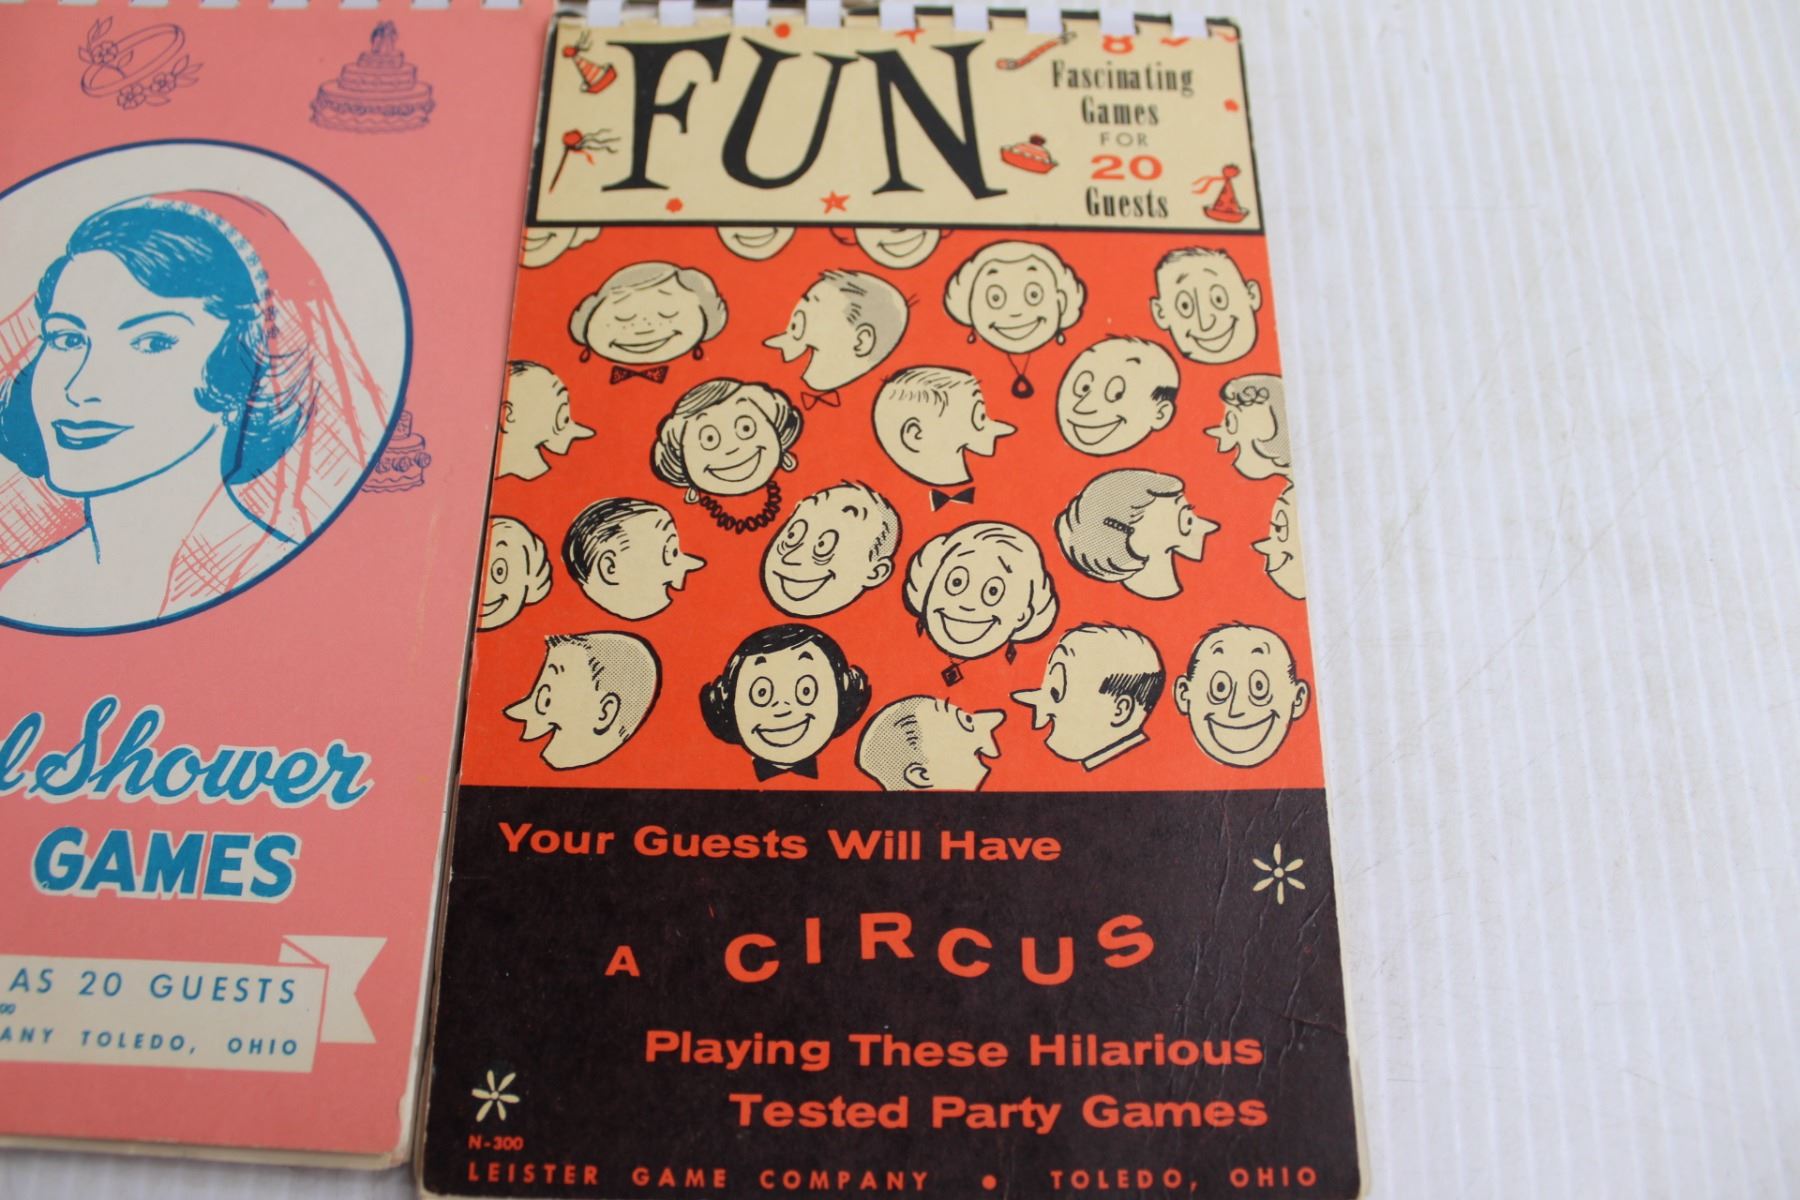 Shower
GAMES
AS 20 GUESTS
TOLEDO, OHIO
FUN
8
Fascinating
Games
FOR
20
Guests
Your Guests Will Have
A CIRCUS
Playing These Hilarious
Tested Party Games
N-300
LEISTER GAME COMPANY • TOLEDO, OHIO